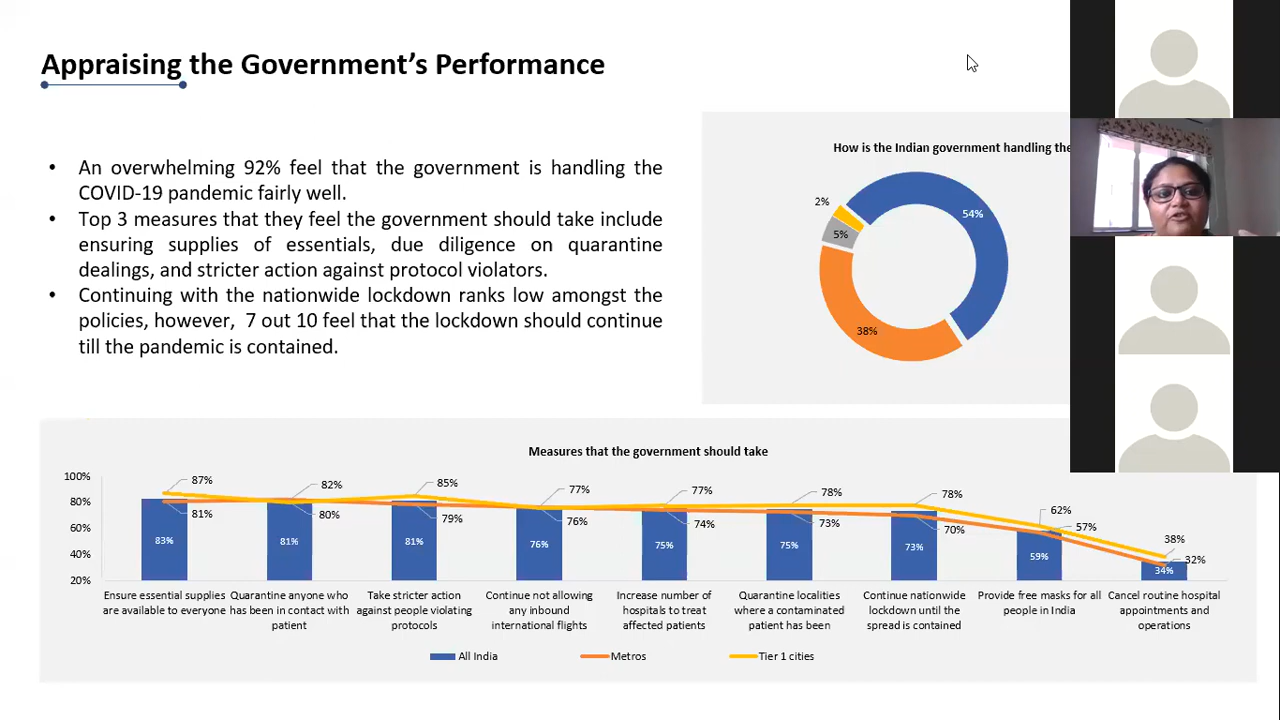 Appraising the Government's Performance
• An overwhelming 92% feel that the government is handling the
COVID-19 pandemic fairly well.
• Top 3 measures that they feel the government should take include
ensuring supplies of essentials, due diligence on quarantine
dealings, and stricter action against protocol violators.
• Continuing with the nationwide lockdown ranks low amongst the
policies, however, 7 out 10 feel that the lockdown should continue
till the pandemic is contained.
How is the Indian government handling the
2%
54%
5%
38%
Measures that the government should take
100%
80%
60%
40%
20%
87% 82% 85% 77% 77% 78% 78% 62% 38%
81% 80% 79% 76% 74% 73% 70% 57% 32%
83% 81% 81% 76% 75% 75% 73% 59% 34%
Ensure essential supplies
are available to everyone
Quarantine anyone who
has been in contact with
patient
Take stricter action
against people violating
protocols
Continue not allowing
any inbound
international flights
Increase number of
hospitals to treat
affected patients
Quarantine localities
where a contaminated
patient has been
Continue nationwide
lockdown until the
spread is contained
Provide free masks for all
people in India
Cancel routine hospital
appointments and
operations
All India Metros Tier 1 cities